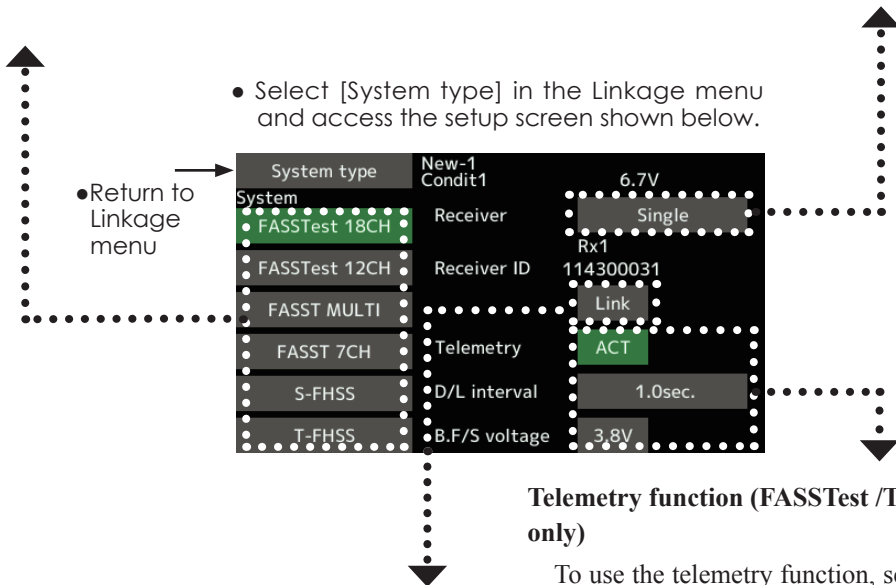 ● Select [System type] in the Linkage menu
and access the setup screen shown below.
●Return to
Linkage
menu
System type
New-1
Condit1
6.7V
System
FASSTest 18CH
Receiver
Single
Rx1
FASSTest 12CH
Receiver ID
114300031
FASST MULTI
Link
FASST 7CH
Telemetry
ACT
S-FHSS
D/L interval
1.0sec.
T-FHSS
B.F/S voltage
3.8V
Telemetry function (FASSTest /T
only)
To use the telemetry function, se